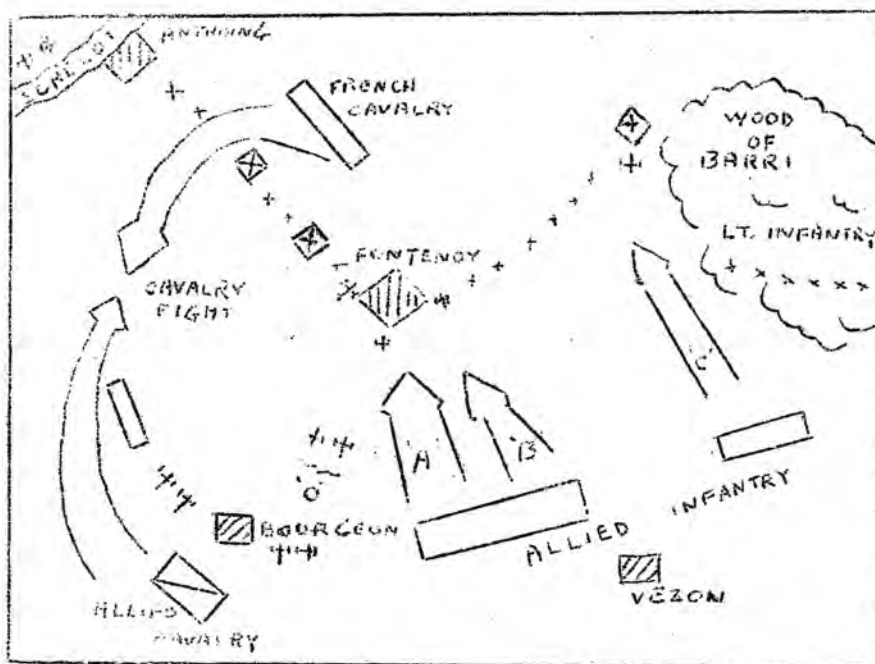 ANTHOING
FRENCH
CAVALRY
WOOD
OF
BARRI
LT. INFANTRY
FONTENOY
CAVALRY
FIGHT
'C'
'A'
'B'
'O'
BOURGEON
ALLIED
INFANTRY
VEZON
ALLIED
CAVALRY